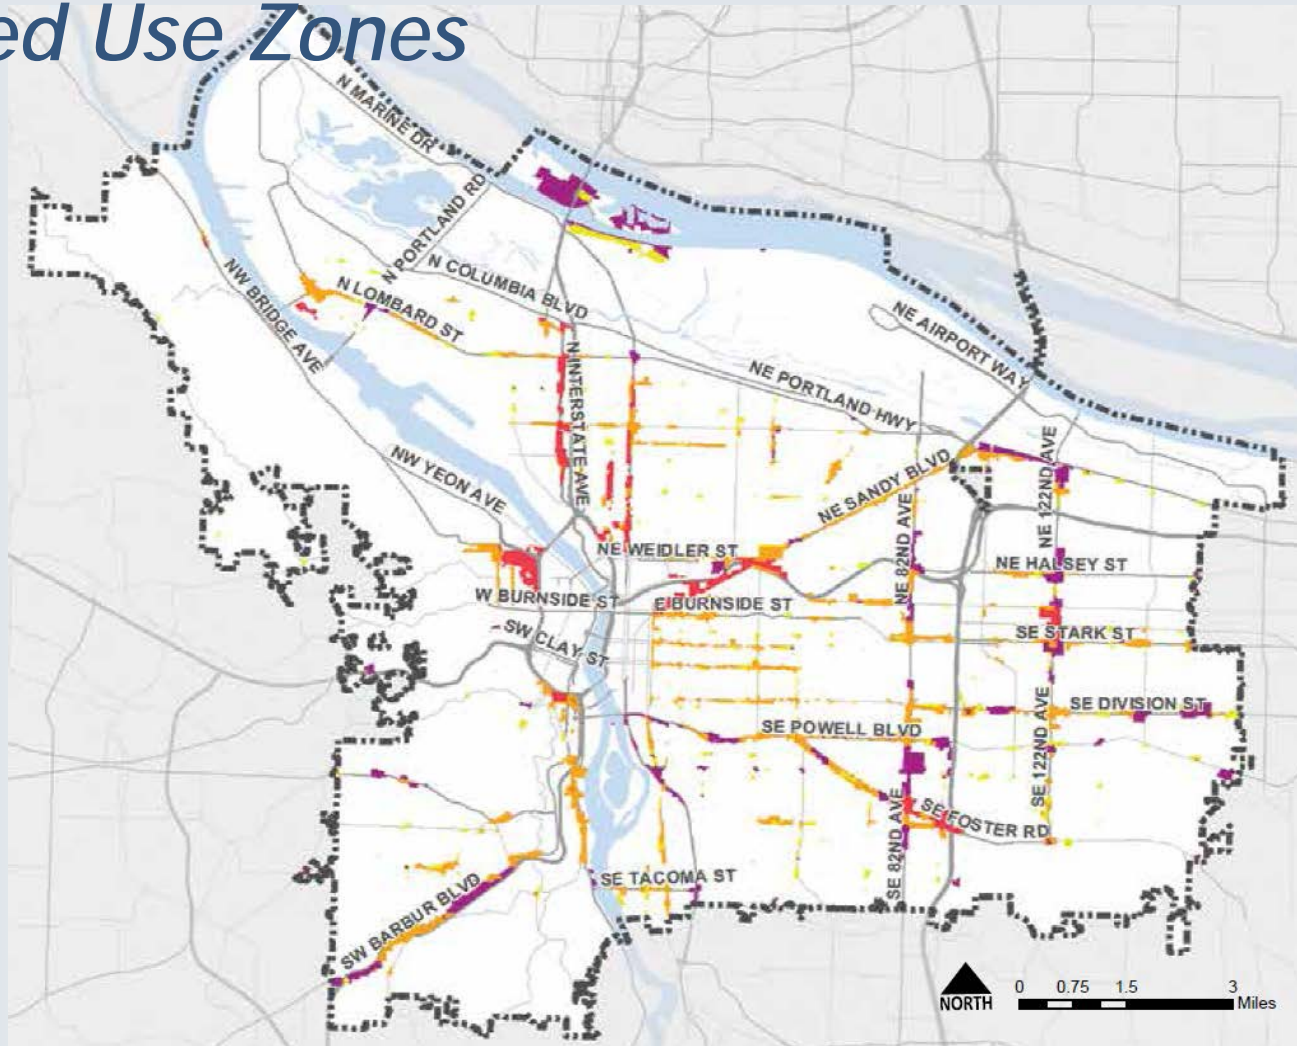 ed Use Zones
N MARINE DR
N PORTLAND RD
N COLUMBIA BLVD
N LOMBARD ST
NW BRIDGE AVE
NE AIRPORT WAY
N INTERSTATE AVE
NE PORTLAND HWY
NW YEON AVE
NE SANDY BLVD
NE 122ND AVE
NE 82ND AVE
NE WEIDLER ST
NE HALSEY ST
W BURNSIDE ST
E BURNSIDE ST
SW CLAY ST
SE STARK ST
SE DIVISION ST
SE POWELL BLVD
SE 122ND AVE
SE FOSTER RD
SE 82ND AVE
SE TACOMA ST
SW BARBUR BLVD
NORTH
0 0.75 1.5 3
Miles